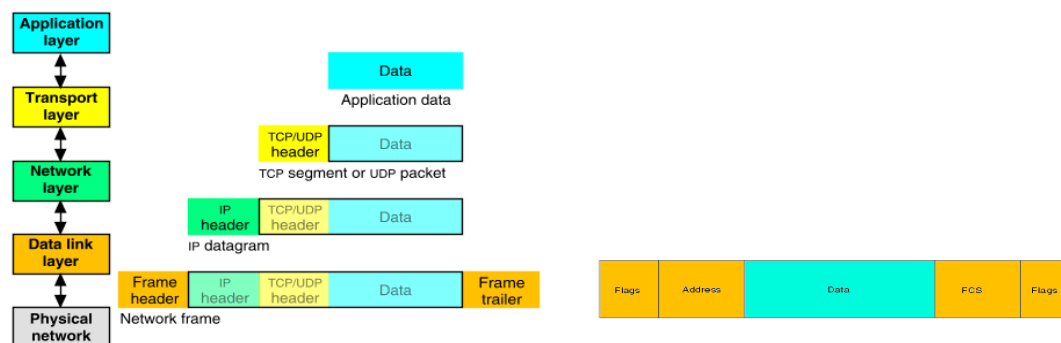 Application
layer
Transport
layer
Network
layer
Data link
layer
Physical
network
Data
Application data
TCP/UDP
header
Data
TCP segment or UDP packet
IP
header
TCP/UDP
header
Data
IP datagram
Frame
header
IP
header
TCP/UDP
header
Data
Frame
trailer
Network frame
Flags
Address
Data
FCS
Flags